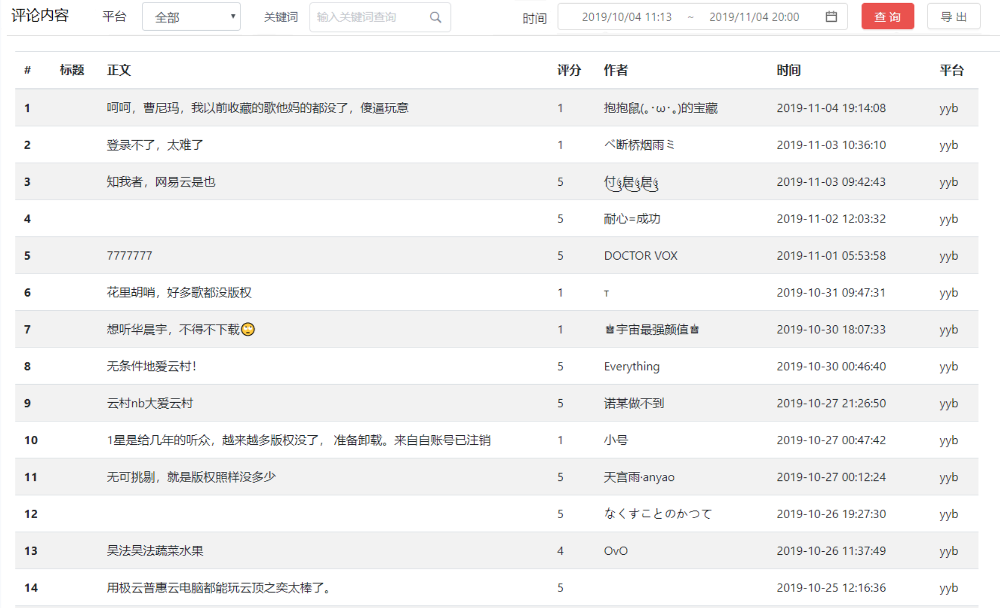 评论内容 平台 全部 关键词 输入关键词查询 时间 2019/10/04 11:13 ~ 2019/11/04 20:00 查 询 导 出
# 标题 正文 评分 作者 时间 平台
1 呵呵，曹尼玛，我以前收藏的歌他妈的都没了，傻逼玩意 1 抱抱鼠(｡･ω･｡)的宝藏 2019-11-04 19:14:08 yyb
2 登录不了，太难了 1 べ断桥烟雨ミ 2019-11-03 10:36:10 yyb
3 知我者，网易云是也 5 付居居 2019-11-03 09:42:43 yyb
4 5 耐心=成功 2019-11-02 12:03:32 yyb
5 7777777 5 DOCTOR VOX 2019-11-01 05:53:58 yyb
6 花里胡哨，好多歌都没版权 1 т 2019-10-31 09:47:31 yyb
7 想听华晨宇，不得不下载🙄 1 宇宙最强颜值 2019-10-30 18:07:33 yyb
8 无条件地爱云村！ 5 Everything 2019-10-30 00:46:40 yyb
9 云村nb大爱云村 5 诺某做不到 2019-10-27 21:26:50 yyb
10 1星是给几年的听众，越来越多版权没了， 准备卸载。来自自账号已注销 1 小号 2019-10-27 00:47:42 yyb
11 无可挑剔，就是版权照样没多少 5 天宫雨·anyao 2019-10-27 00:12:24 yyb
12 5 なくすことのかつて 2019-10-26 19:27:30 yyb
13 吴法吴法蔬菜水果 4 OvO 2019-10-26 11:37:49 yyb
14 用极云普惠云电脑都能玩云顶之奕太棒了。 5 2019-10-25 12:16:36 yyb